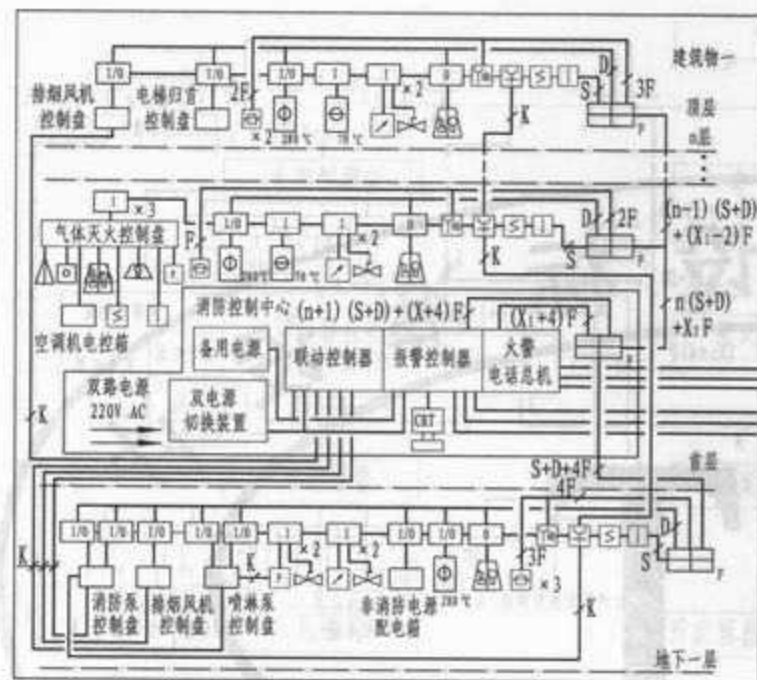 建筑物一
I/O I/O I/O I I O
D
S
3F
2F
× 2
排烟风机
控制盘
电梯归首
控制盘
× 2
280℃
70℃
K
P
顶层
n层
I
× 3
I/O I I O
D
2F
(n-1) (S+D)
+(X₁-2) F
气体灭火控制盘
F
× 2
K
S
P
280℃
70℃
消防控制中心
(n+1) (S+D)+(X+4) F
(X₁+4) F
n(S+D)
+X₁F
空调机电控箱
备用电源
联动控制器
报警控制器
火警
电话总机
双路电源
220V AC
双电源
切换装置
CRT
K
S+D+4F
首层
4F
I/O I/O I/O I/O I/O I I I/O I/O O
D
K
K
× 2
× 2
3F
S
P
P
× 3
消防泵
控制盘
排烟风机
控制盘
喷淋泵
控制盘
非消防电源
配电箱
280℃
K
地下一层